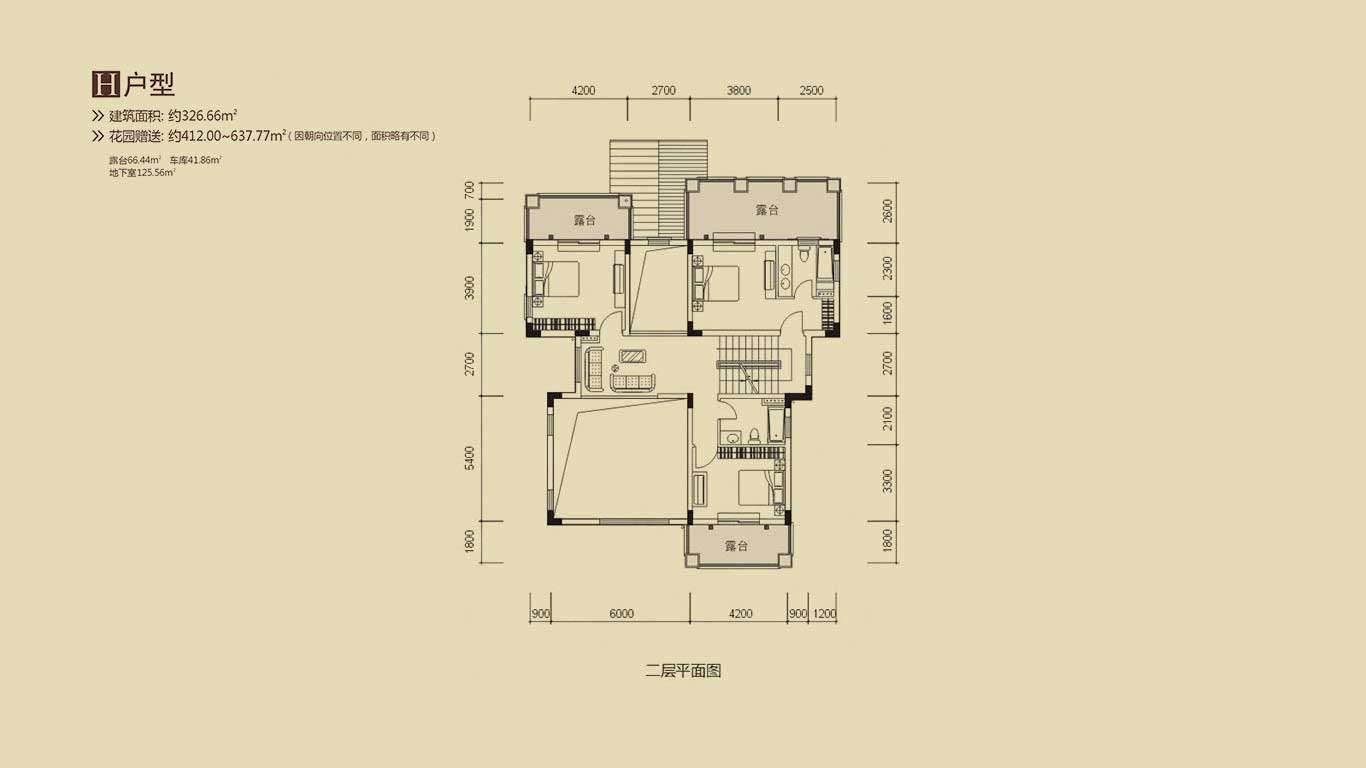 H户型
建筑面积: 约326.66m²
花园赠送: 约412.00~637.77m²(因朝向位置不同，面积略有不同)
露台66.44m² 车库41.86m²
地下室125.56m²
4200 2700 3800 2500
700
1900
3900
2700
5400
1800
露台
露台
露台
2600
2300
1600
2700
2100
3300
1800
900 6000 4200 900 1200
二层平面图